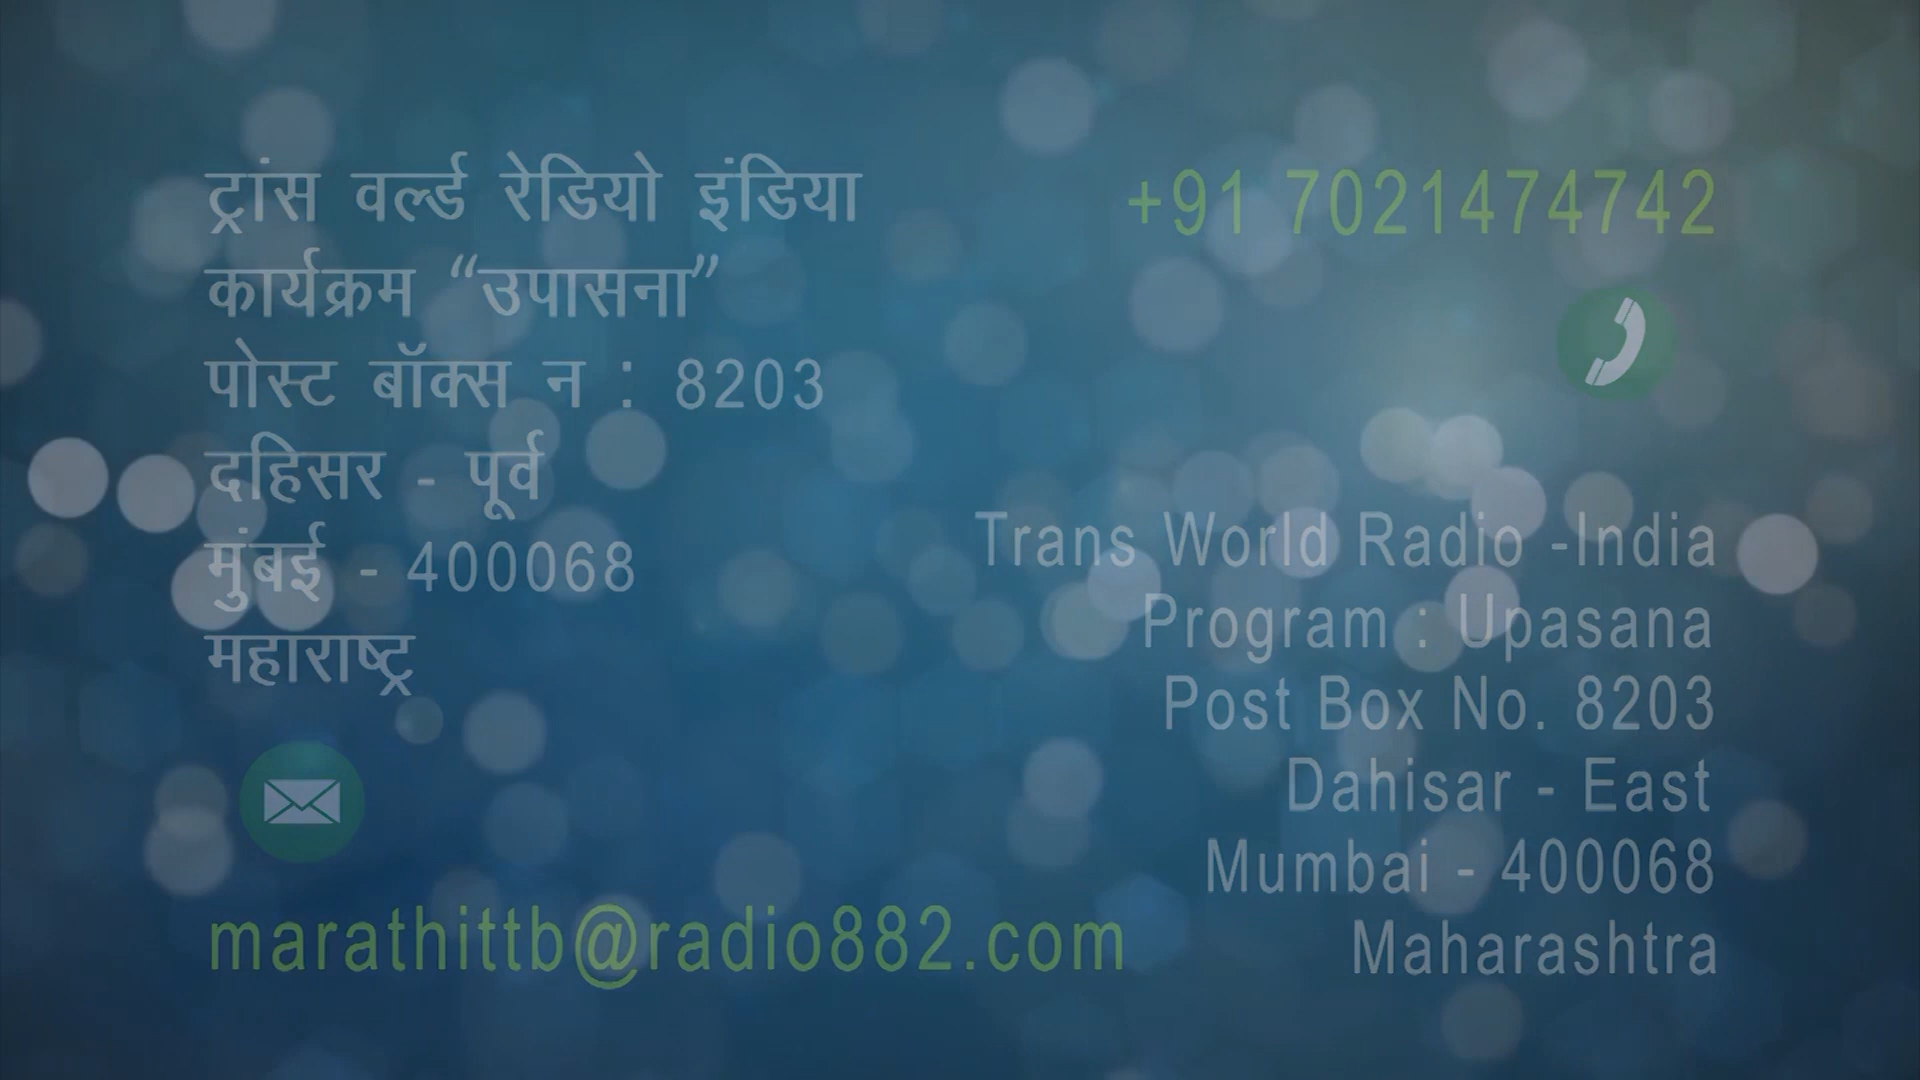 ट्रांस वर्ल्ड रेडियो इंडिया
कार्यक्रम “उपासना”
पोस्ट बॉक्स न : 8203
दहिसर - पूर्व
मुंबई - 400068
महाराष्ट्र
marathittb@radio882.com
+91 7021474742
Trans World Radio -India
Program : Upasana
Post Box No. 8203
Dahisar - East
Mumbai - 400068
Maharashtra